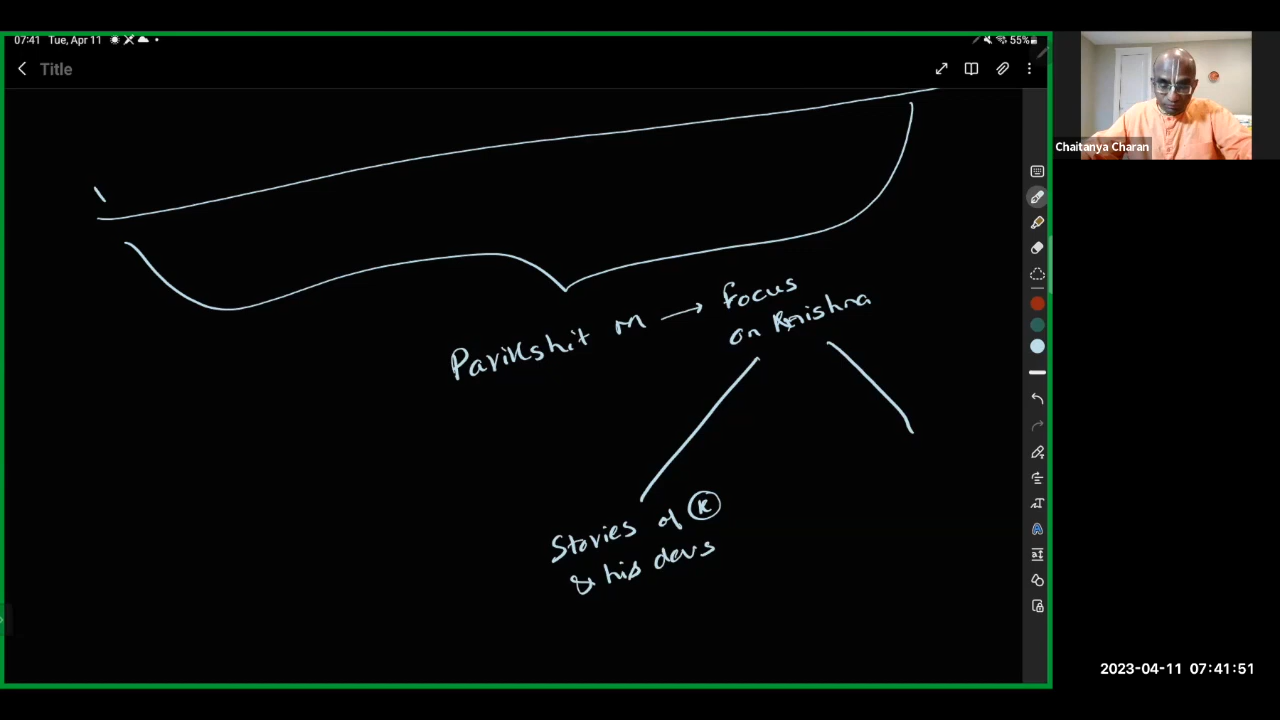 07:41 Tue, Apr 11
55%
Title
Chaitanya Charan
Parikshit M → focus
on Krishna
Stories of K
& his devs
2023-04-11 07:41:51